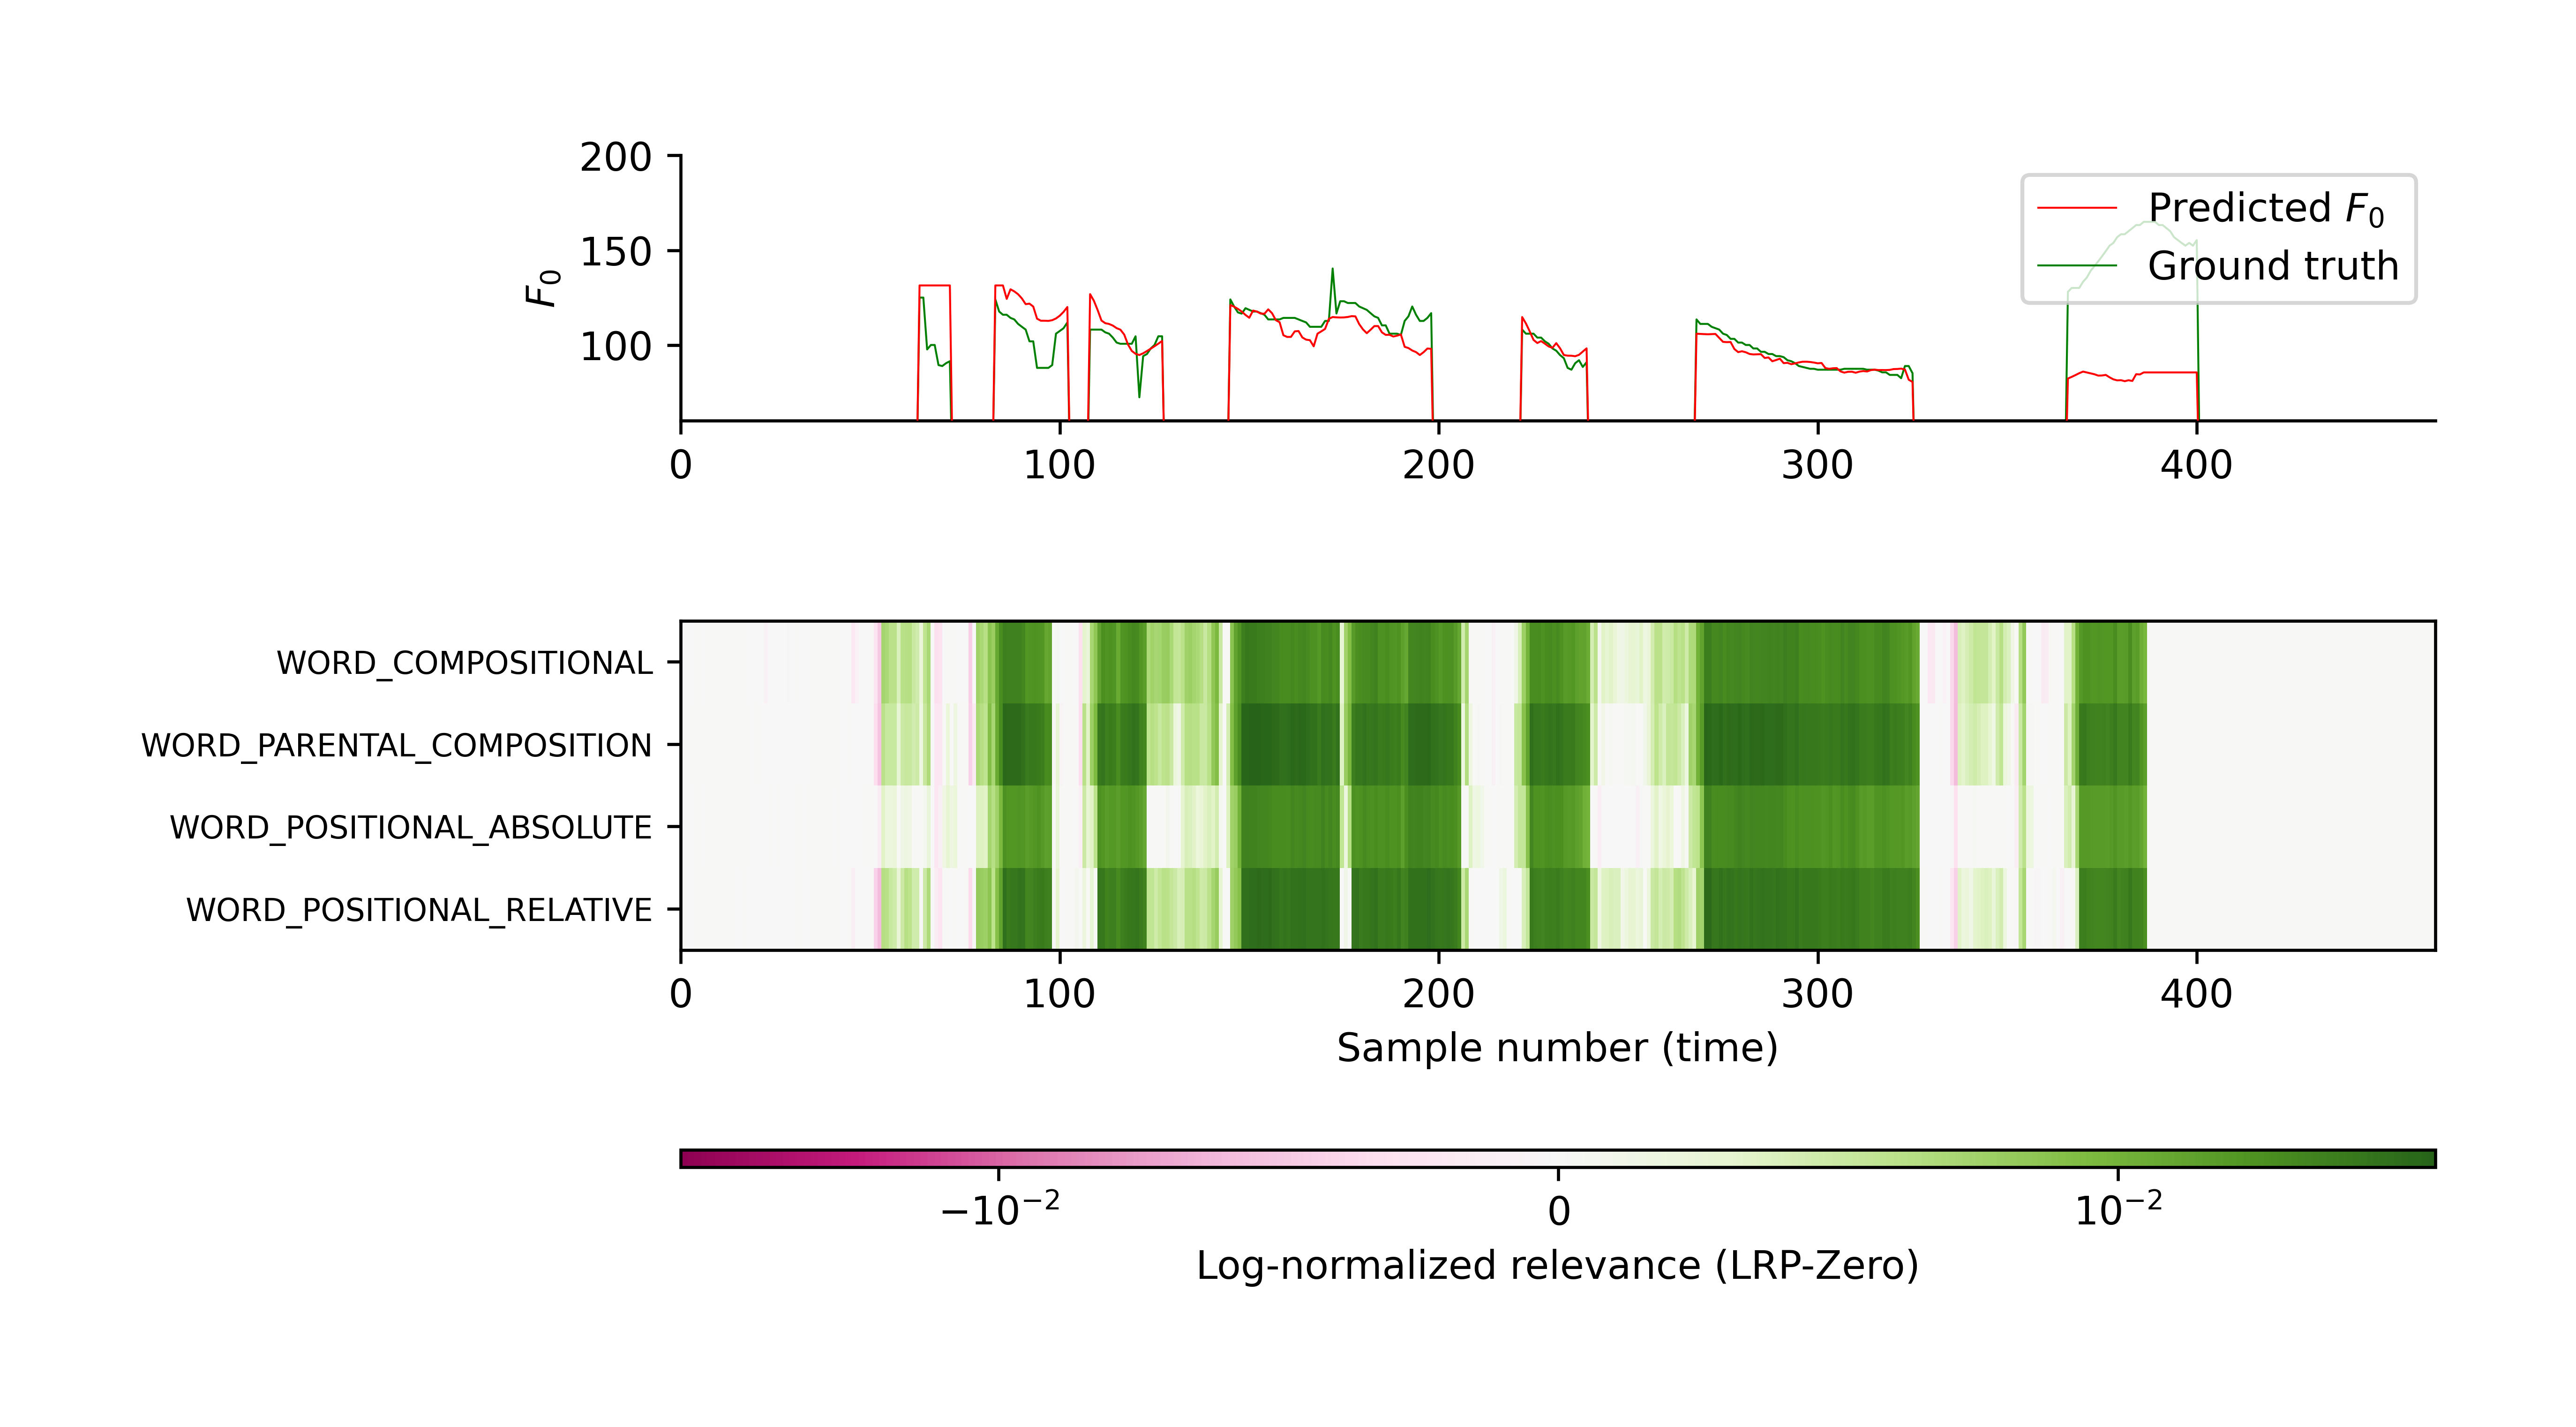 200
150
100
F₀
Predicted F₀
Ground truth
0 100 200 300 400
WORD_COMPOSITIONAL
WORD_PARENTAL_COMPOSITION
WORD_POSITIONAL_ABSOLUTE
WORD_POSITIONAL_RELATIVE
0 100 200 300 400
Sample number (time)
−10⁻² 0 10⁻²
Log-normalized relevance (LRP-Zero)